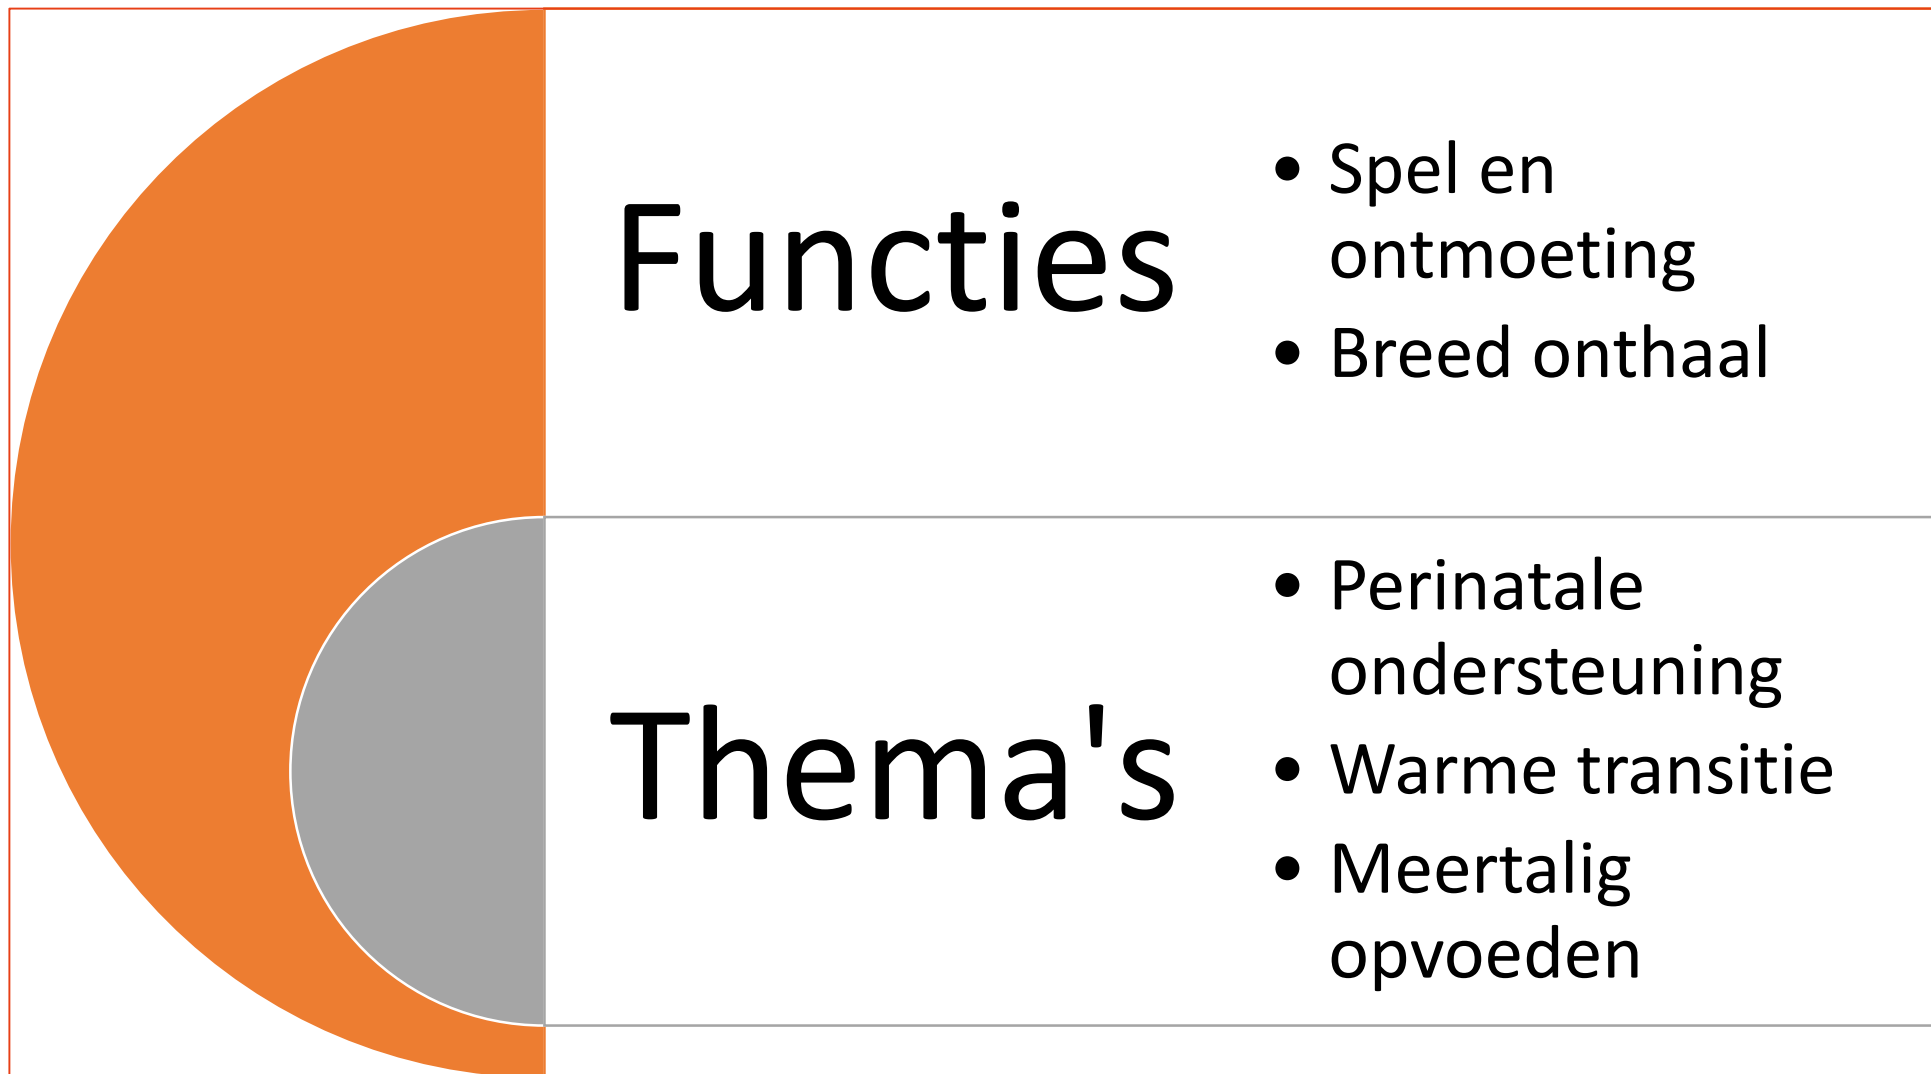 Functies
• Spel en
ontmoeting
• Breed onthaal
Thema's
• Perinatale
ondersteuning
• Warme transitie
• Meertalig
opvoeden